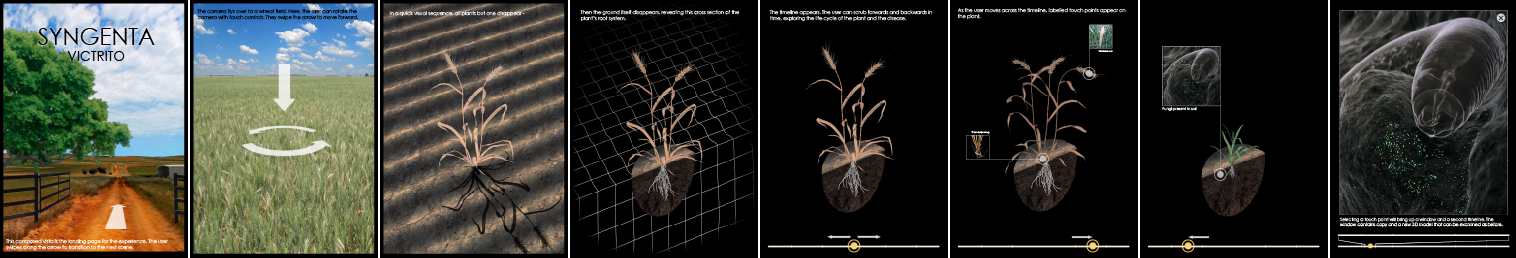 SYNGENTA
VICTRITO
This composed vista is the landing page for the experience. The user
swipes along the arrow to transition to the next scene.
The camera flys over to a wheat field. Here, the user can rotate the
camera with touch controls. They swipe the arrow to move forward.
In a quick visual sequence, all plants but one disappear -
Then the ground itself disappears, revealing this cross section of the
plant's root system.
The timeline appears. The user can scrub forwards and backwards in
time, exploring the life cycle of the plant and the disease.
As the user moves across the timeline, labelled touch points appear on
the plant.
Fungi present in soil
Selecting a touch point will bring up a window and a second timeline. The
window contains copy and a new 3D model that can be examined as before.